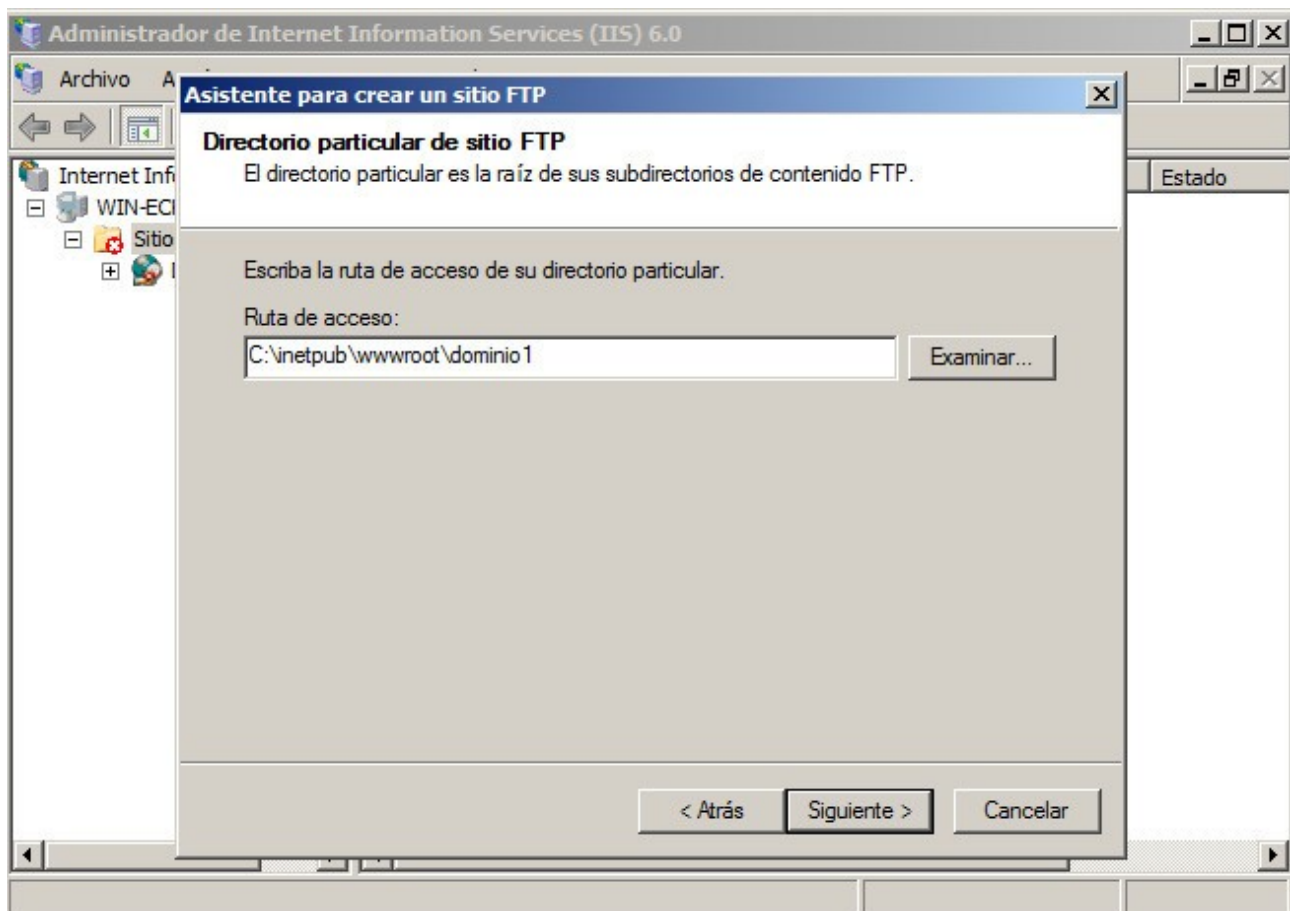 Administrador de Internet Information Services (IIS) 6.0
Archivo
Asistente para crear un sitio FTP
Directorio particular de sitio FTP
El directorio particular es la raíz de sus subdirectorios de contenido FTP.
Internet Inf
Estado
WIN-EC
Sitio
Escriba la ruta de acceso de su directorio particular.
Ruta de acceso:
C:\inetpub\wwwroot\dominio1
Examinar...
< Atrás
Siguiente >
Cancelar